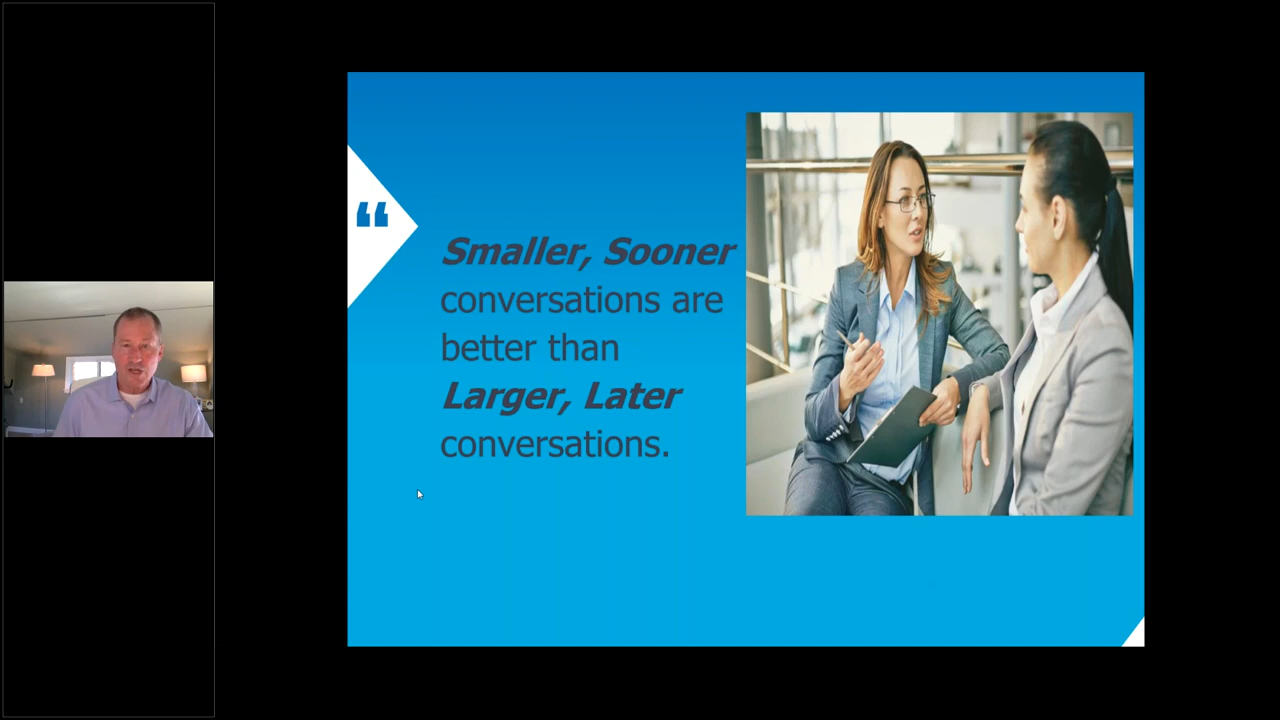 “
Smaller, Sooner
conversations are
better than
Larger, Later
conversations.